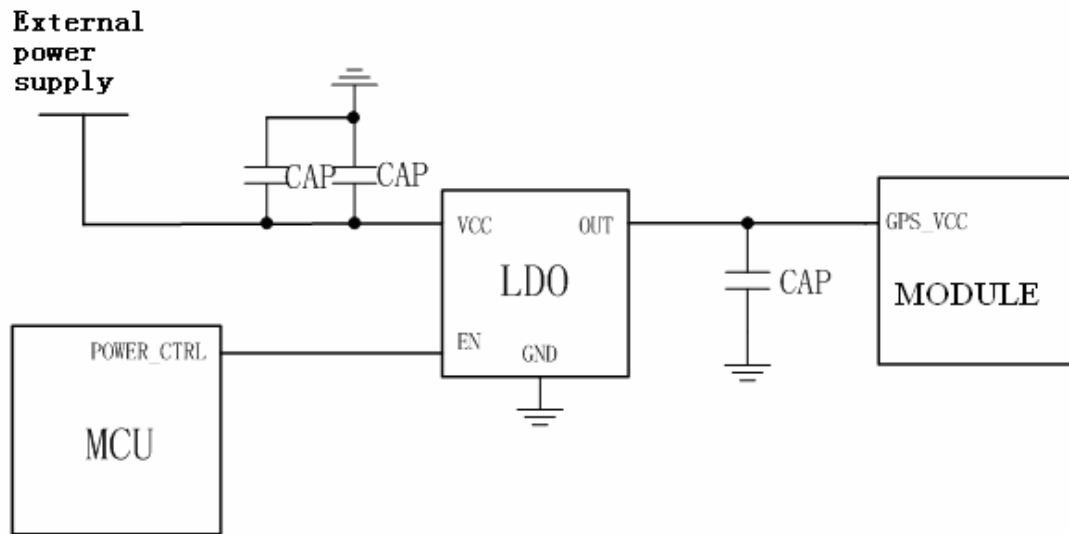 External
power
supply
CAP
CAP
VCC
OUT
GPS_VCC
LDO
CAP
MODULE
POWER_CTRL
EN
GND
MCU